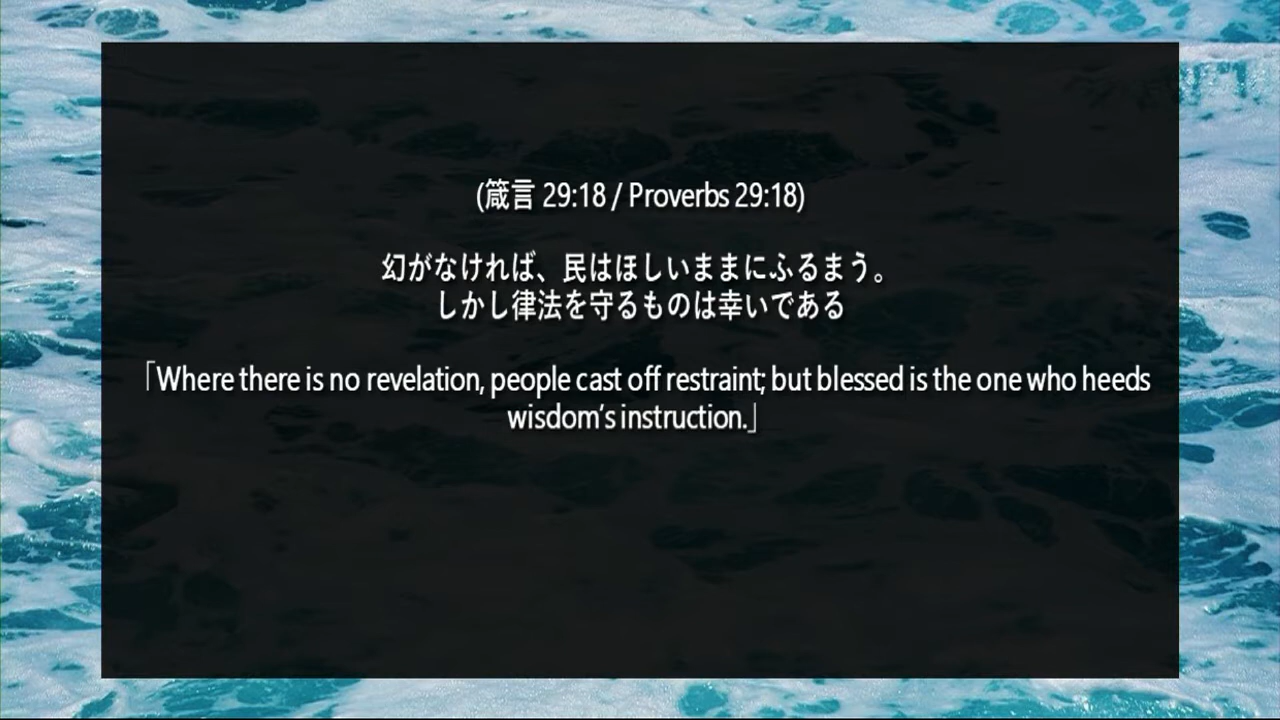 (箴言 29:18 / Proverbs 29:18)
幻がなければ、民はほしいままにふるまう。
しかし律法を守るものは幸いである
「Where there is no revelation, people cast off restraint; but blessed is the one who heeds
wisdom’s instruction.」